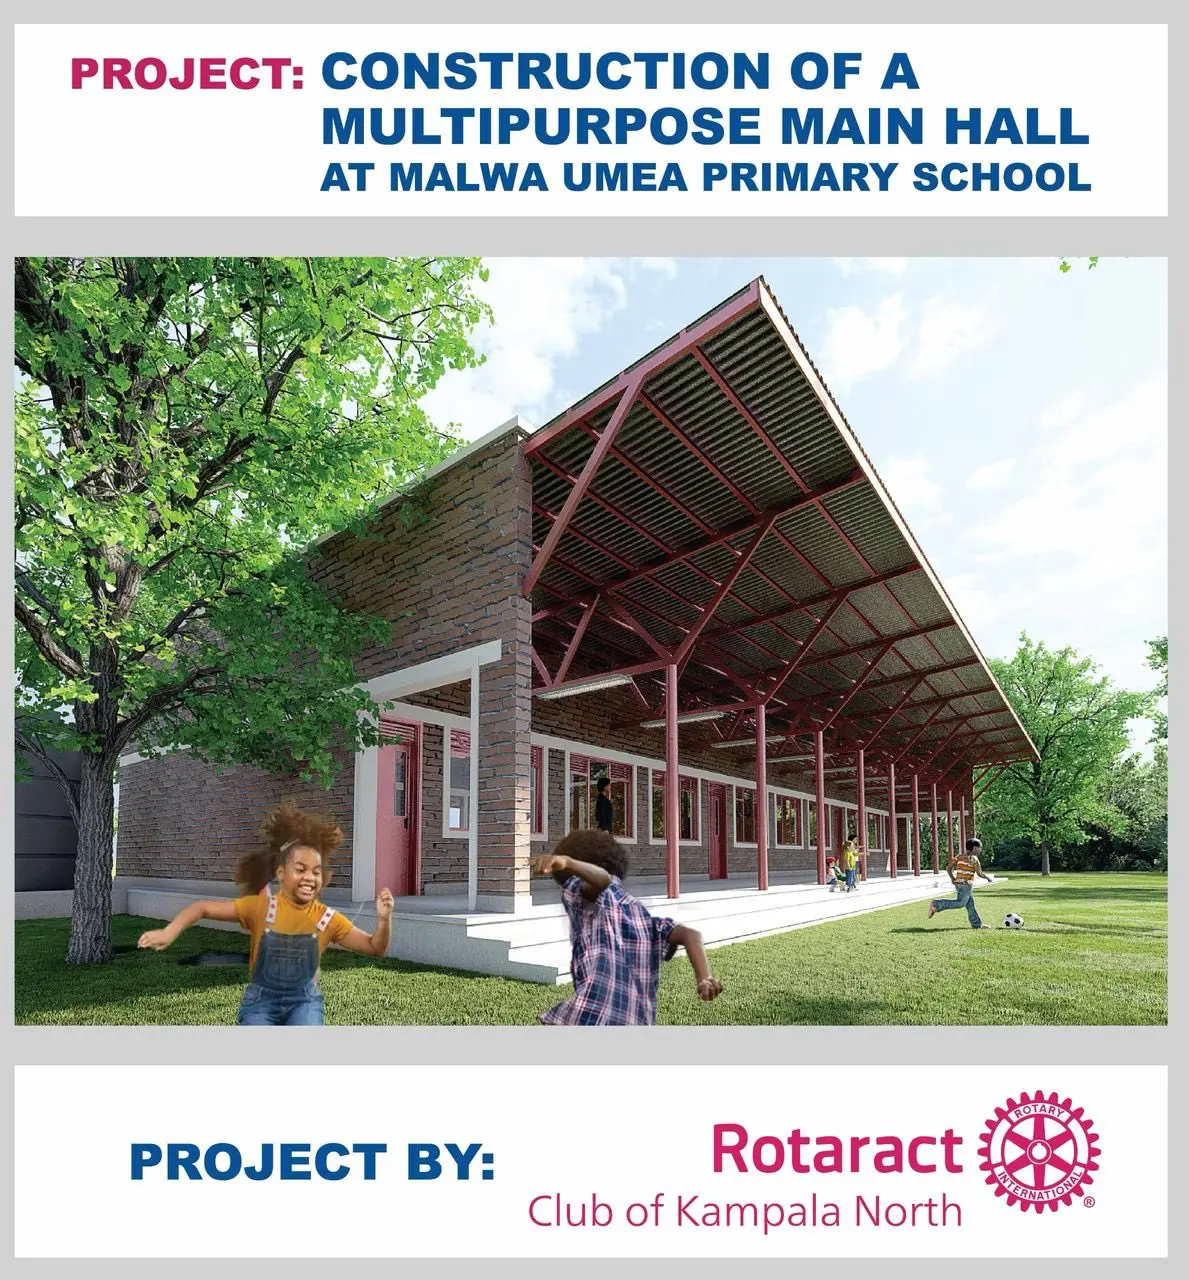 PROJECT: CONSTRUCTION OF A
MULTIPURPOSE MAIN HALL
AT MALWA UMEA PRIMARY SCHOOL
PROJECT BY:
Rotaract
Club of Kampala North
ROTARY
INTERNATIONAL
®